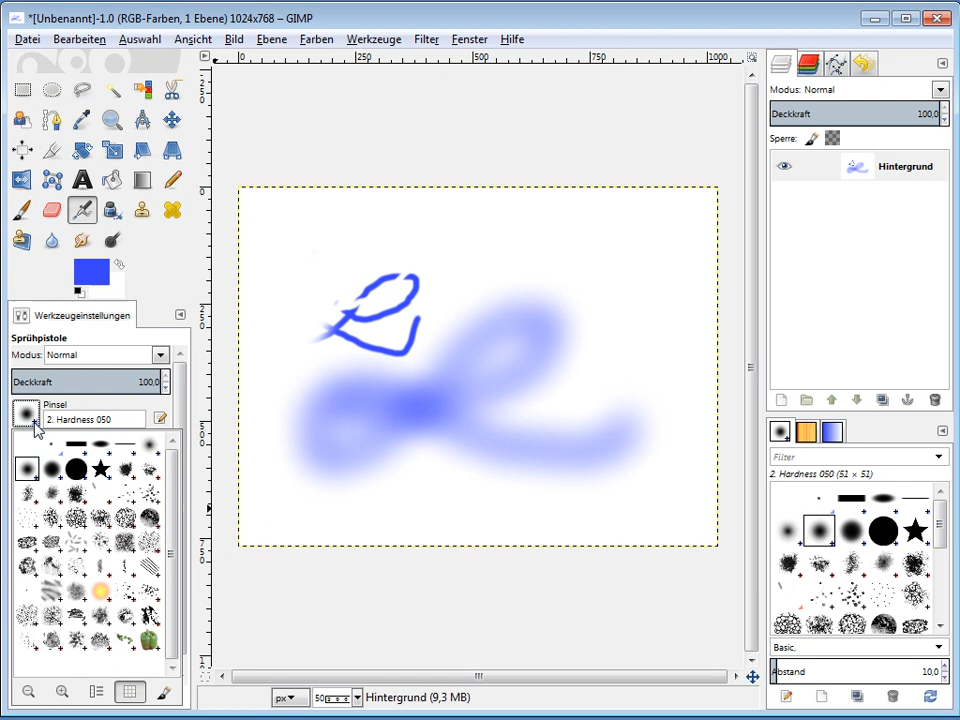 *[Unbenannt]-1.0 (RGB-Farben, 1 Ebene) 1024x768 – GIMP
Datei Bearbeiten Auswahl Ansicht Bild Ebene Farben Werkzeuge Filter Fenster Hilfe
0 250 500 750 1000
Modus: Normal
Deckkraft 100,0
Sperre:
Hintergrund
Werkzeugeinstellungen
Sprühpistole
Modus: Normal
Deckkraft 100,0
Pinsel
2. Hardness 050
Filter
2. Hardness 050 (51 × 51)
Basic,
Abstand 10,0
px
Hintergrund (9,3 MB)